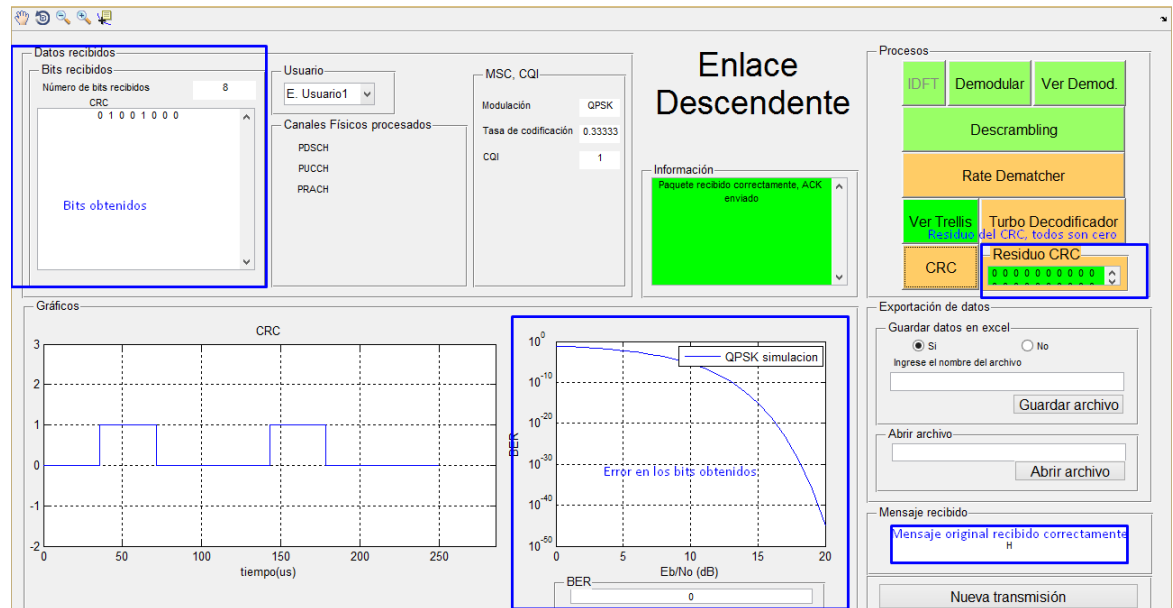 Datos recibidos
Bits recibidos
Número de bits recibidos 8
CRC
0 1 0 0 1 0 0 0
Bits obtenidos
Usuario
E. Usuario1
Canales Físicos procesados
PDSCH
PUCCH
PRACH
MSC, CQI
Modulación QPSK
Tasa de codificación 0.33333
CQI 1
Enlace
Descendente
Información
Paquete recibido correctamente, ACK
enviado
Procesos
IDFT Demodular Ver Demod.
Descrambling
Rate Dematcher
Ver Trellis Turbo Decodificador
Residuo del CRC, todos son cero
CRC
Residuo CRC
0 0 0 0 0 0 0 0 0 0
Gráficos
CRC
3
2
1
0
-1
-2
0 50 100 150 200 250
tiempo(us)
QPSK simulacion
10^0
10^-10
10^-20
10^-30
10^-40
10^-50
BER
Error en los bits obtenidos
0 5 10 15 20
Eb/No (dB)
BER
0
Exportación de datos
Guardar datos en excel
Si No
Ingrese el nombre del archivo
Guardar archivo
Abrir archivo
Abrir archivo
Mensaje recibido
Mensaje original recibido correctamente
H
Nueva transmisión